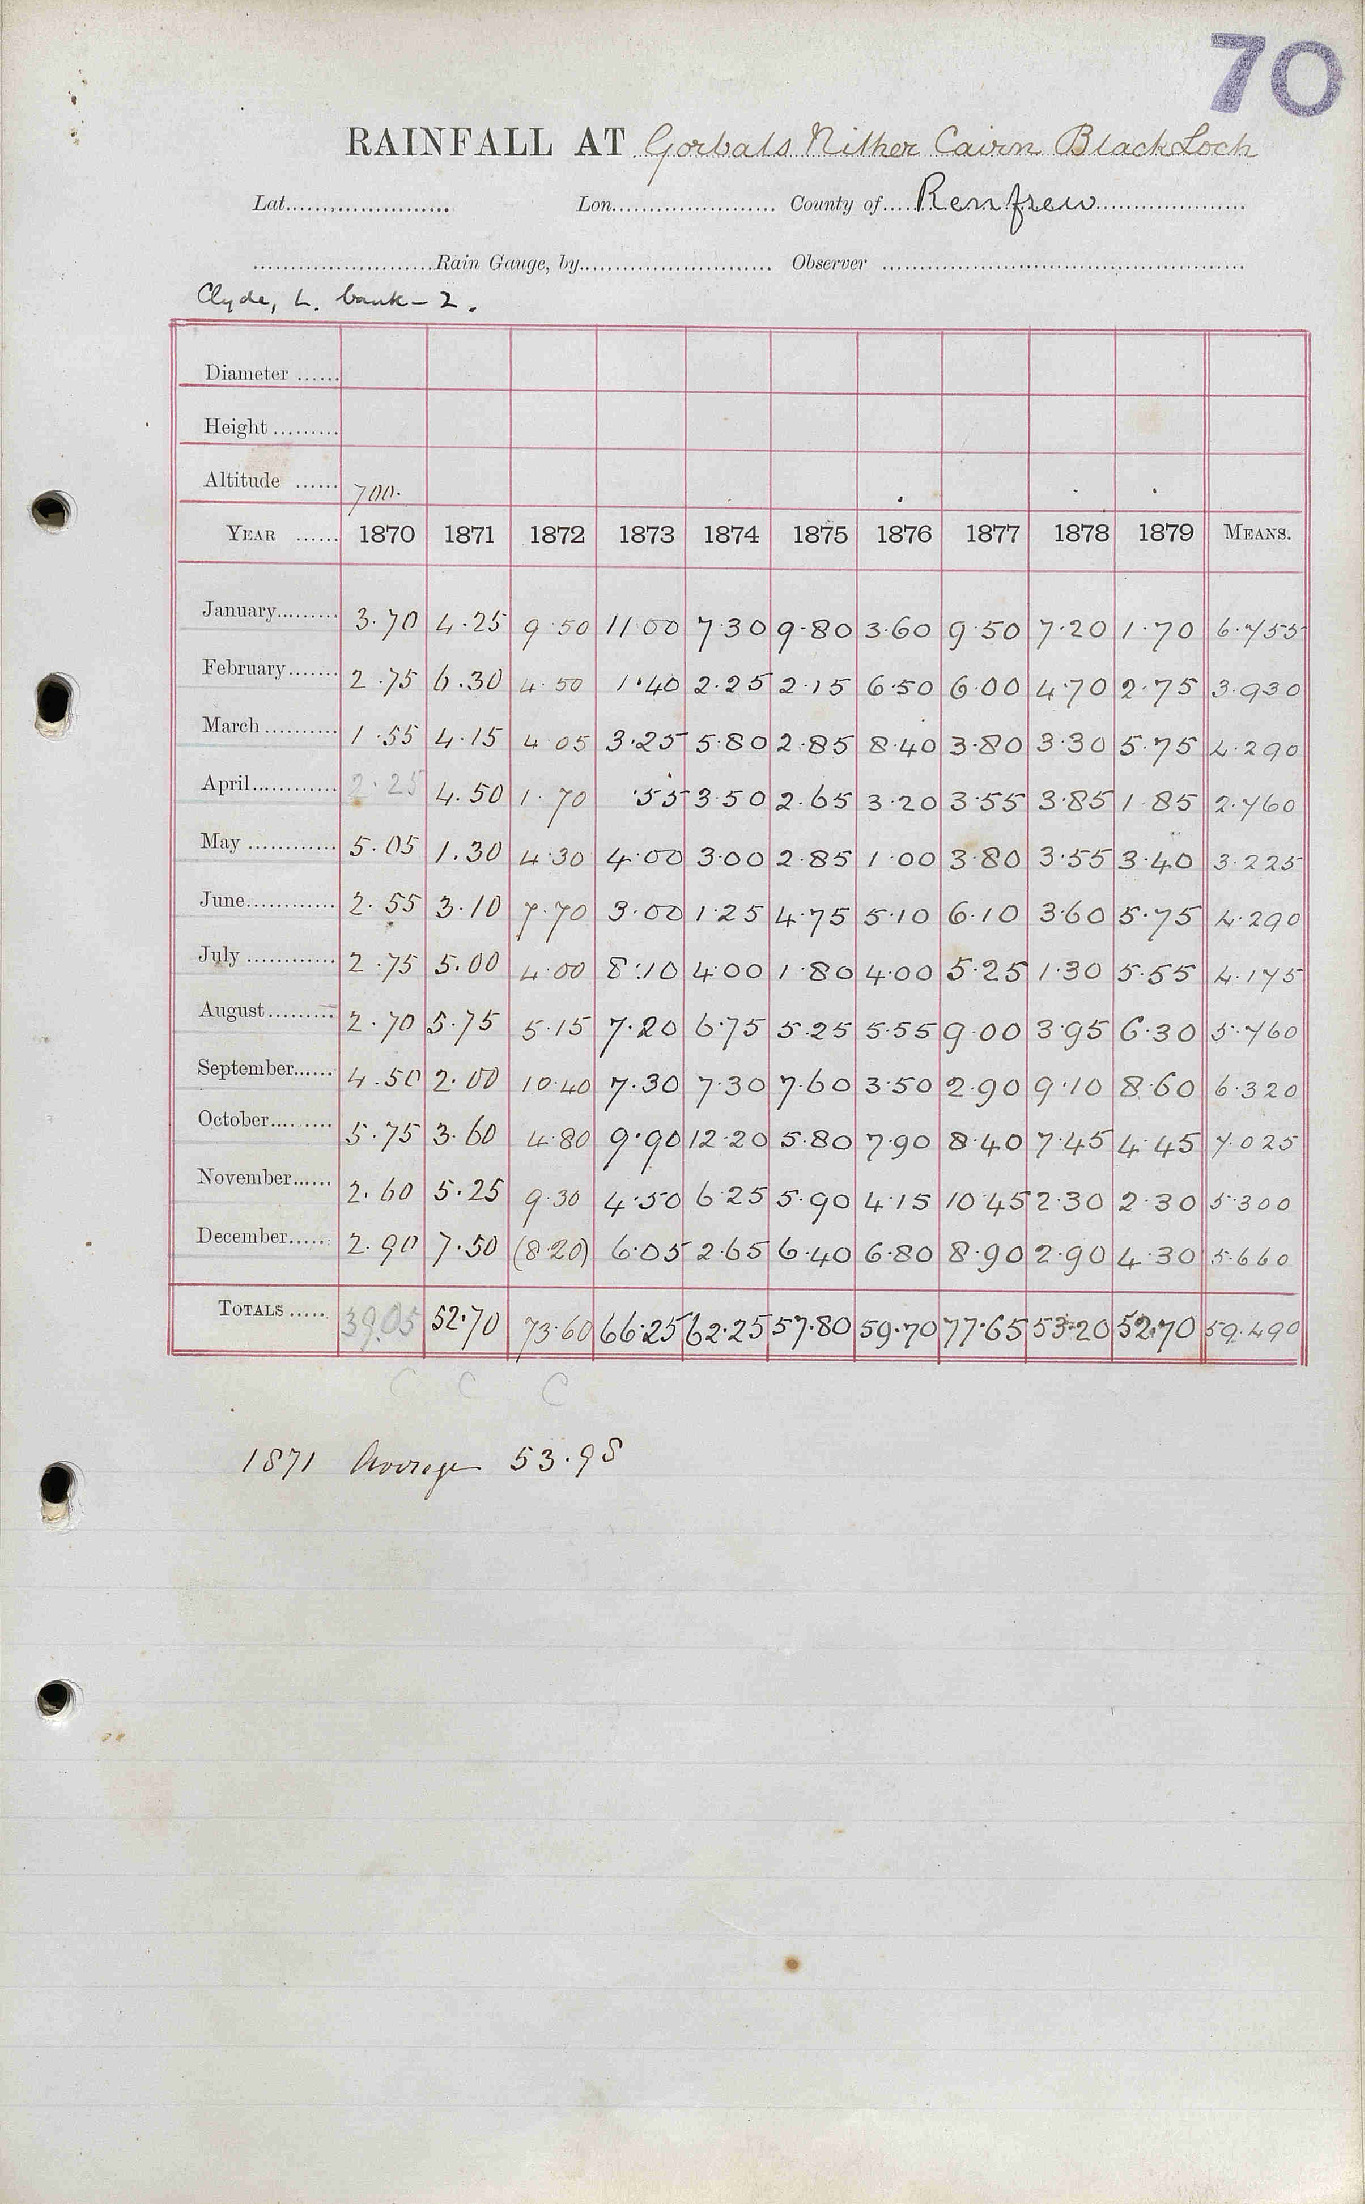 70
RAINFALL AT Gorbals Nither Cairn Black Loch
Lat.................... Lon.................... County of Renfrew
....................Rain Gauge, by.................... Observer ....................
Clyde, L. bank – 2.
Diameter ......
Height .........
Altitude ...... 700.
YEAR ...... 1870 1871 1872 1873 1874 1875 1876 1877 1878 1879 MEANS.
January......... 3.70 4.25 9.50 11.00 7.30 9.80 3.60 9.50 7.20 1.70 6.755
February....... 2.75 6.30 4.50 1.40 2.25 2.15 6.50 6.00 4.70 2.75 3.930
March .......... 1.55 4.15 4.05 3.25 5.80 2.85 8.40 3.80 3.30 5.75 4.290
April............ 2.25 4.50 1.70 .55 3.50 2.65 3.20 3.55 3.85 1.85 2.760
May ............ 5.05 1.30 4.30 4.00 3.00 2.85 1.00 3.80 3.55 3.40 3.225
June............. 2.55 3.10 7.70 3.00 1.25 4.75 5.10 6.10 3.60 5.75 4.290
July ............ 2.75 5.00 4.00 8.10 4.00 1.80 4.00 5.25 1.30 5.55 4.175
August.......... 2.70 5.75 5.15 7.20 6.75 5.25 5.55 9.00 3.95 6.30 5.760
September...... 4.50 2.00 10.40 7.30 7.30 7.60 3.50 2.90 9.10 8.60 6.320
October......... 5.75 3.60 4.80 9.90 12.20 5.80 7.90 8.40 7.45 4.45 7.025
November...... 2.60 5.25 9.30 4.50 6.25 5.90 4.15 10.45 2.30 2.30 5.300
December...... 2.90 7.50 (8.20) 6.05 2.65 6.40 6.80 8.90 2.90 4.30 5.660
TOTALS ..... 39.05 52.70 73.60 66.25 62.25 57.80 59.70 77.65 53.20 52.70 59.490
C C C
1871 Average 53.98